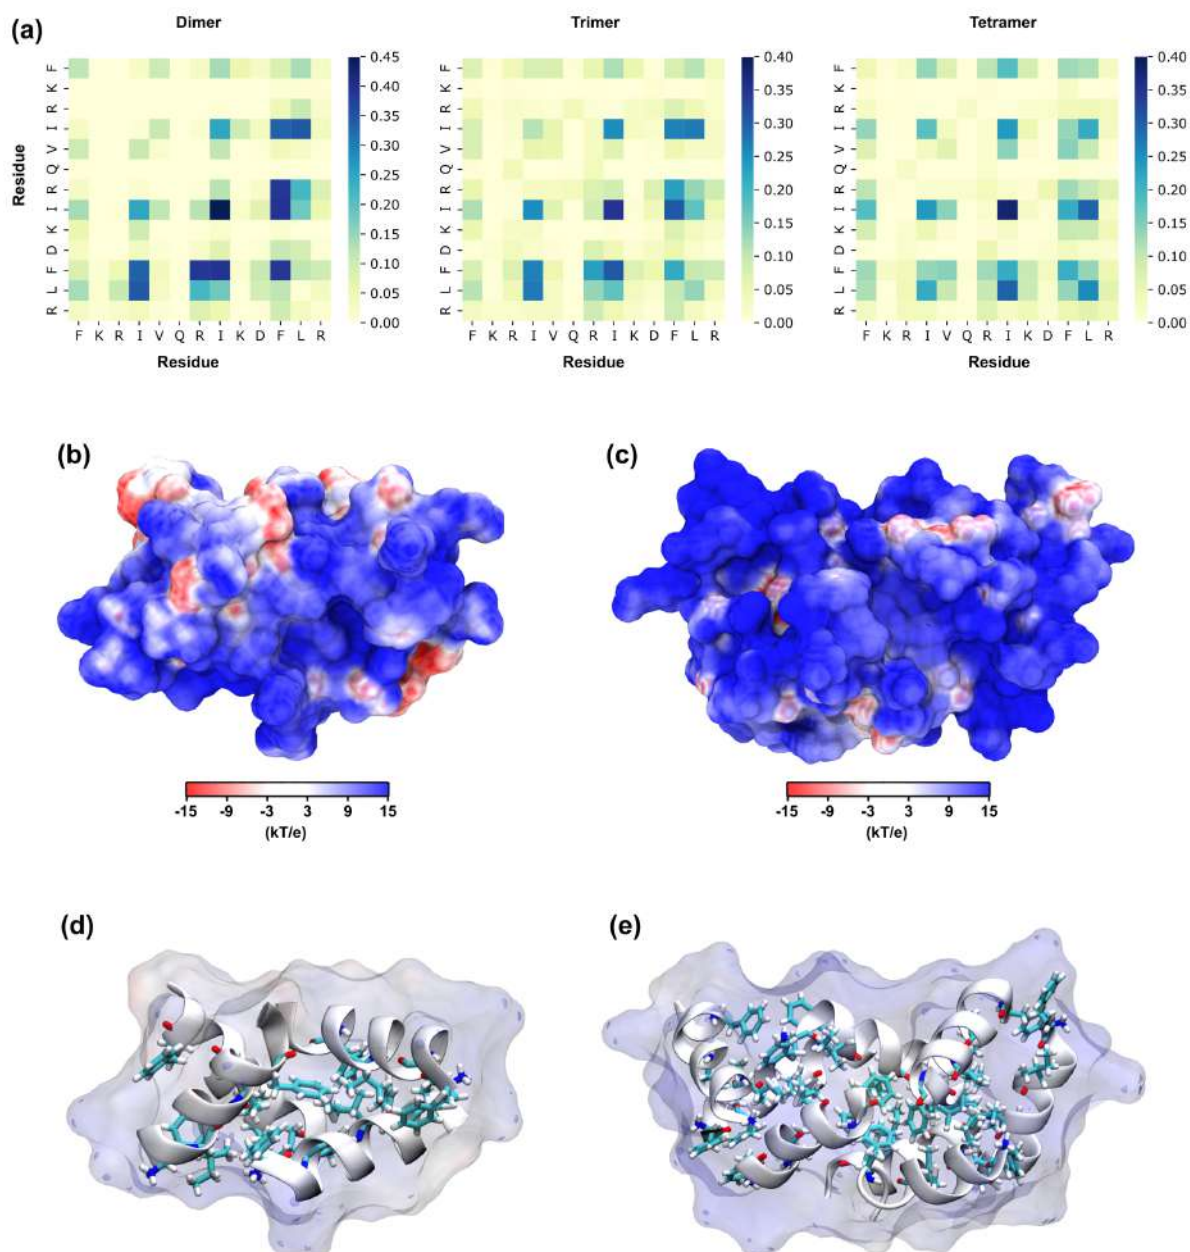 (a)
Dimer
Trimer
Tetramer
Residue
F
K
R
I
V
Q
R
I
K
D
F
L
R
F K R I V Q R I K D F L R
Residue
0.45
0.40
0.35
0.30
0.25
0.20
0.15
0.10
0.05
0.00
F
K
R
I
V
Q
R
I
K
D
F
L
R
F K R I V Q R I K D F L R
Residue
0.40
0.35
0.30
0.25
0.20
0.15
0.10
0.05
0.00
F
K
R
I
V
Q
R
I
K
D
F
L
R
F K R I V Q R I K D F L R
Residue
0.40
0.35
0.30
0.25
0.20
0.15
0.10
0.05
0.00
(b)
-15 -9 -3 3 9 15
(kT/e)
(c)
-15 -9 -3 3 9 15
(kT/e)
(d)
(e)